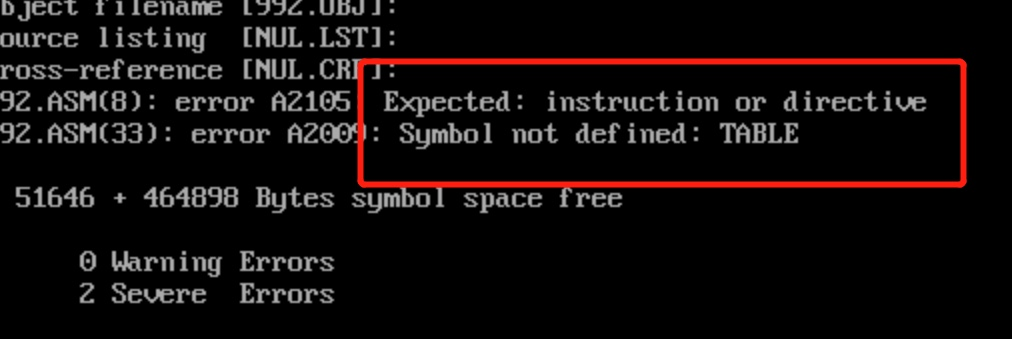 bject filename [992.OBJ]:
ource listing  [NUL.LST]:
ross-reference [NUL.CRF]:
92.ASM(8): error A2105: Expected: instruction or directive
92.ASM(33): error A2009: Symbol not defined: TABLE
51646 + 464898 Bytes symbol space free
0 Warning Errors
2 Severe  Errors